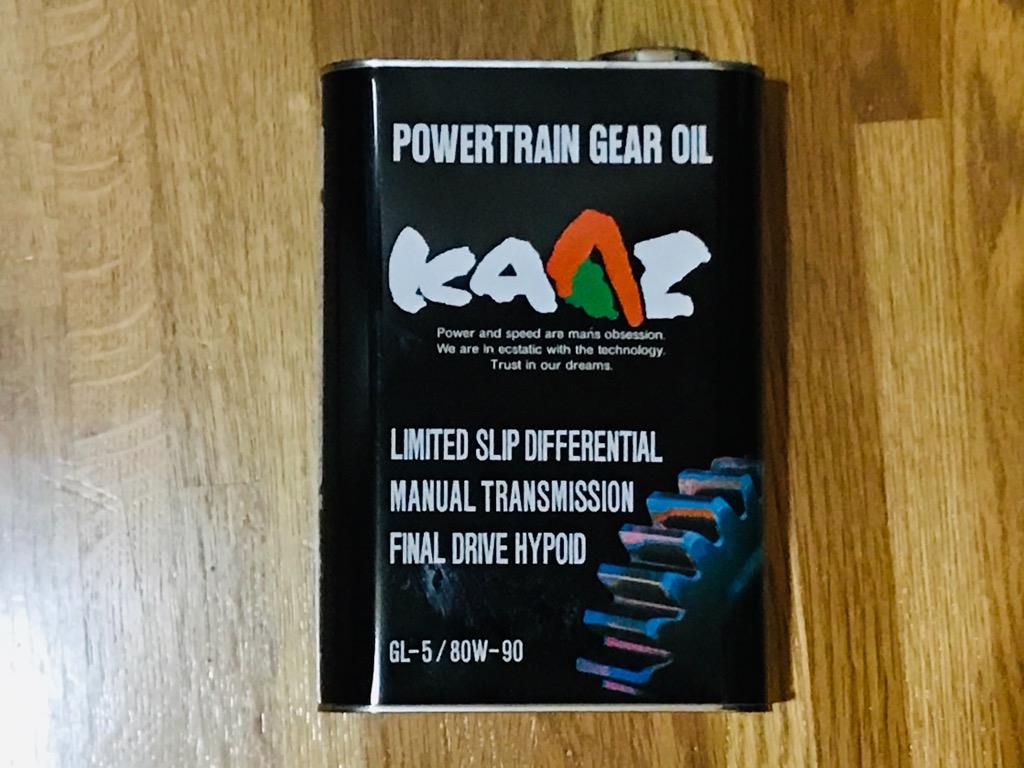 POWERTRAIN GEAR OIL
KAAZ
Power and speed are man's obsession.
We are in ecstatic with the technology.
Trust in our dreams.
LIMITED SLIP DIFFERENTIAL
MANUAL TRANSMISSION
FINAL DRIVE HYPOID
GL-5/80W-90